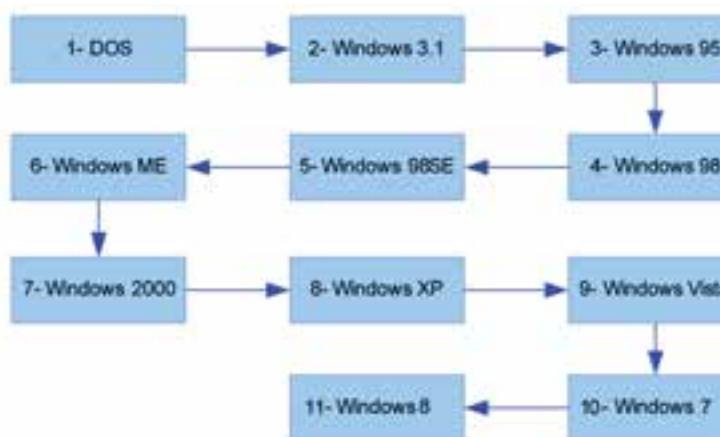 1- DOS
2- Windows 3.1
3- Windows 95
6- Windows ME
5- Windows 98SE
4- Windows 98
7- Windows 2000
8- Windows XP
9- Windows Vist
11- Windows 8
10- Windows 7